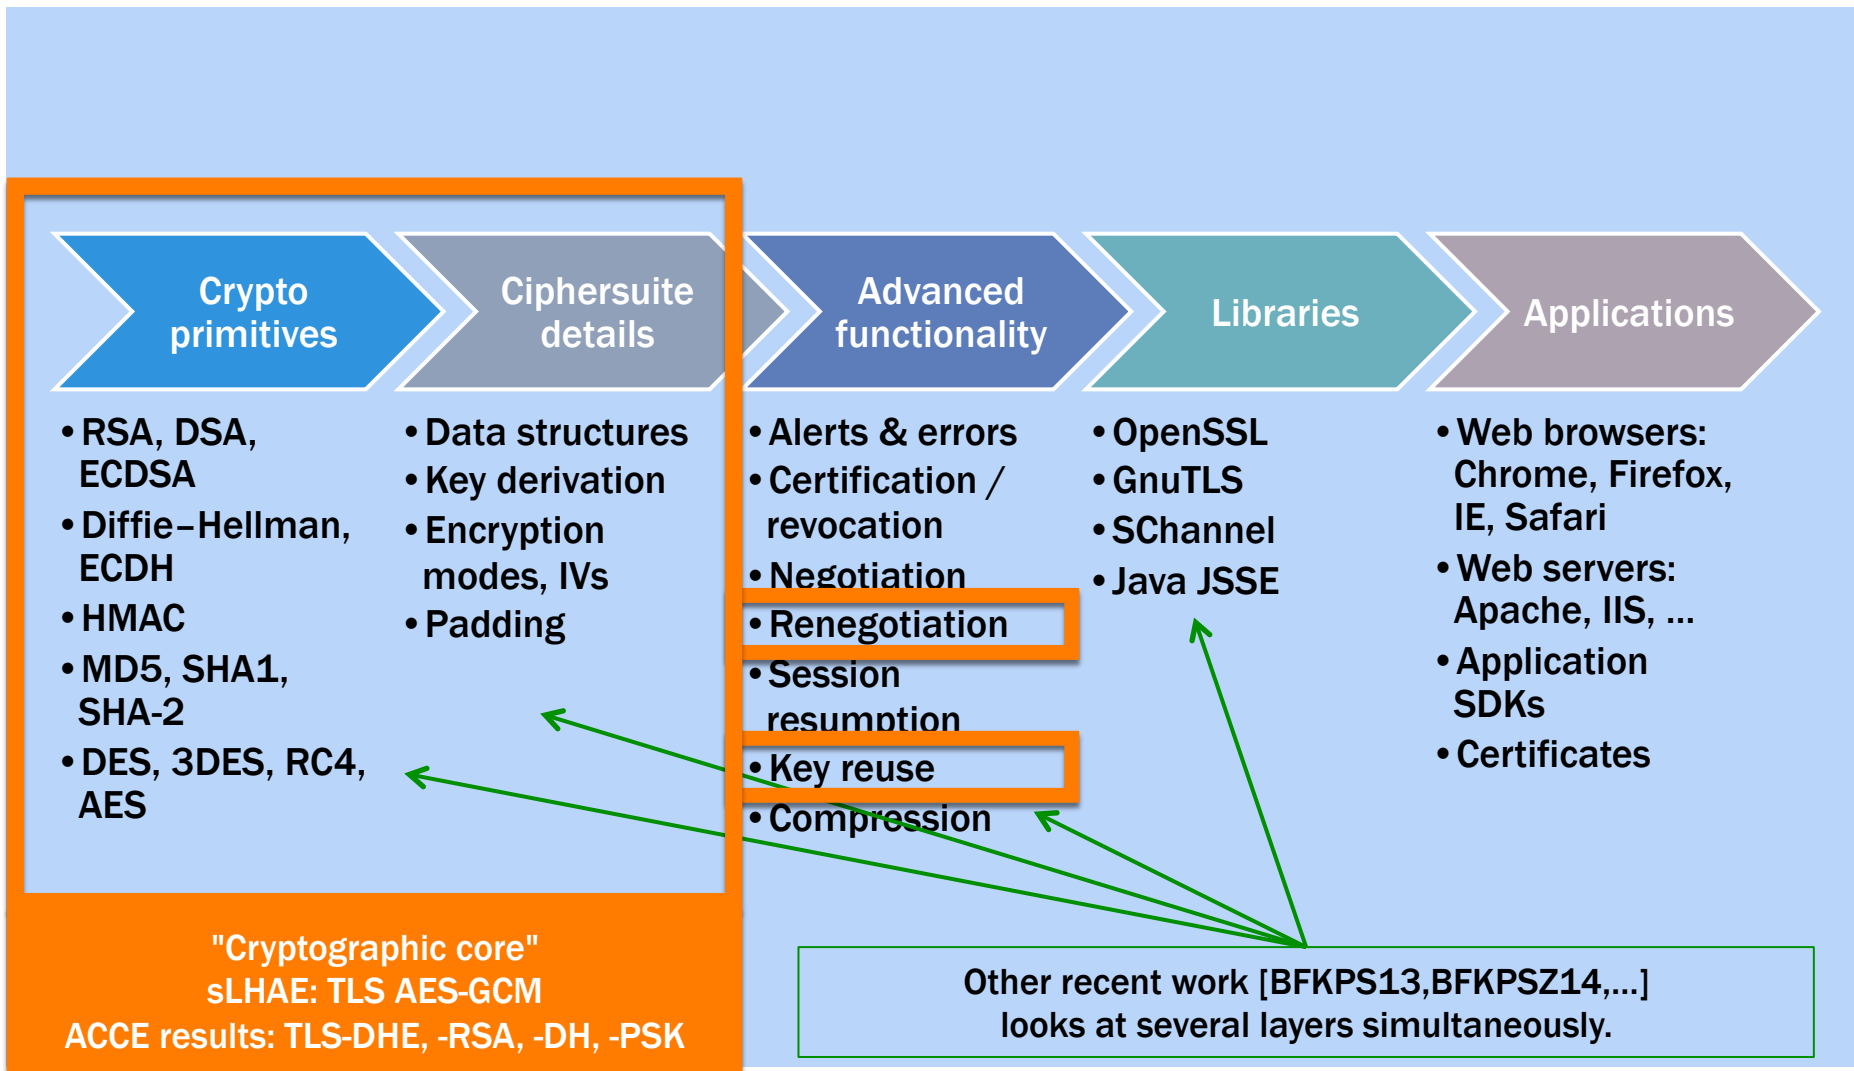 Crypto
primitives
Ciphersuite
details
Advanced
functionality
Libraries
Applications
•RSA, DSA,
ECDSA
•Diffie–Hellman,
ECDH
•HMAC
•MD5, SHA1,
SHA-2
•DES, 3DES, RC4,
AES
•Data structures
•Key derivation
•Encryption
modes, IVs
•Padding
•Alerts & errors
•Certification /
revocation
•Negotiation
•Renegotiation
•Session
resumption
•Key reuse
•Compression
•OpenSSL
•GnuTLS
•SChannel
•Java JSSE
•Web browsers:
Chrome, Firefox,
IE, Safari
•Web servers:
Apache, IIS, ...
•Application
SDKs
•Certificates
"Cryptographic core"
sLHAE: TLS AES-GCM
ACCE results: TLS-DHE, -RSA, -DH, -PSK
Other recent work [BFKPS13,BFKPSZ14,...]
looks at several layers simultaneously.